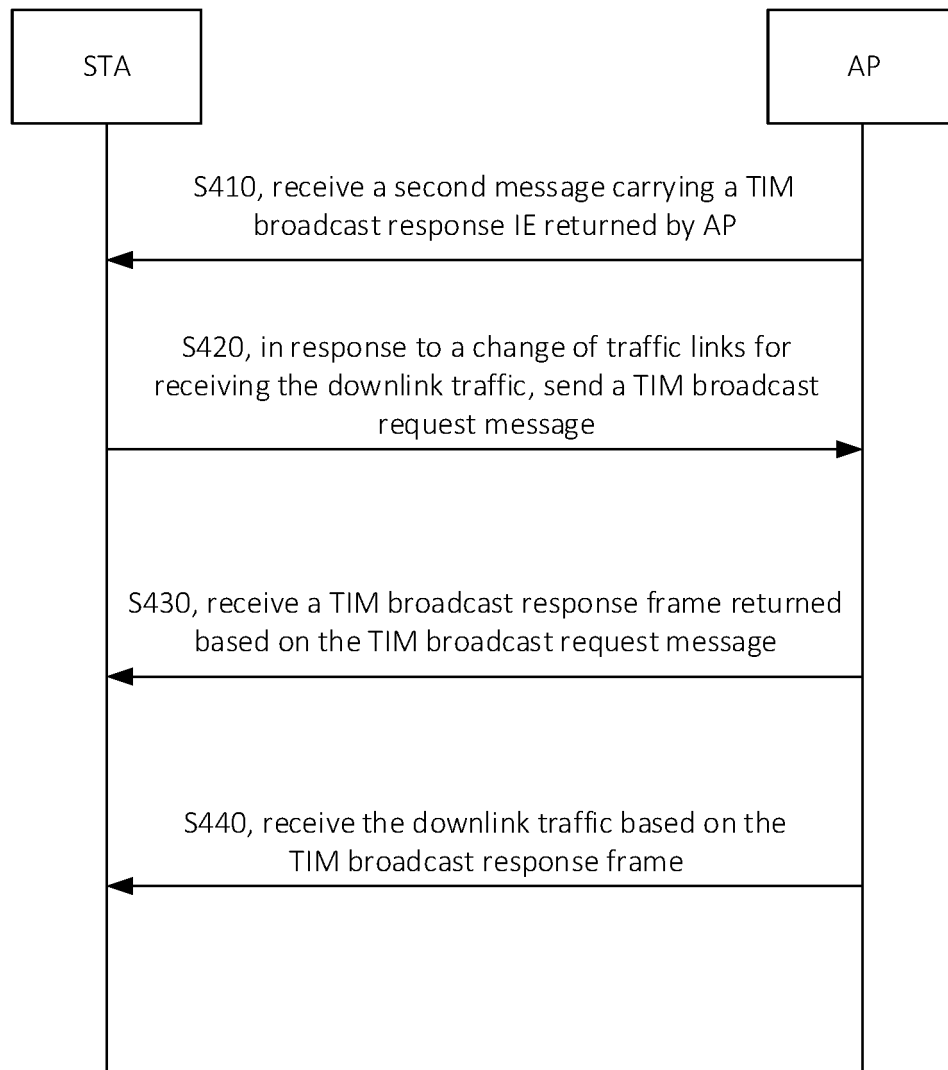 STA
AP
S410, receive a second message carrying a TIM
broadcast response IE returned by AP
S420, in response to a change of traffic links for
receiving the downlink traffic, send a TIM broadcast
request message
S430, receive a TIM broadcast response frame returned
based on the TIM broadcast request message
S440, receive the downlink traffic based on the
TIM broadcast response frame